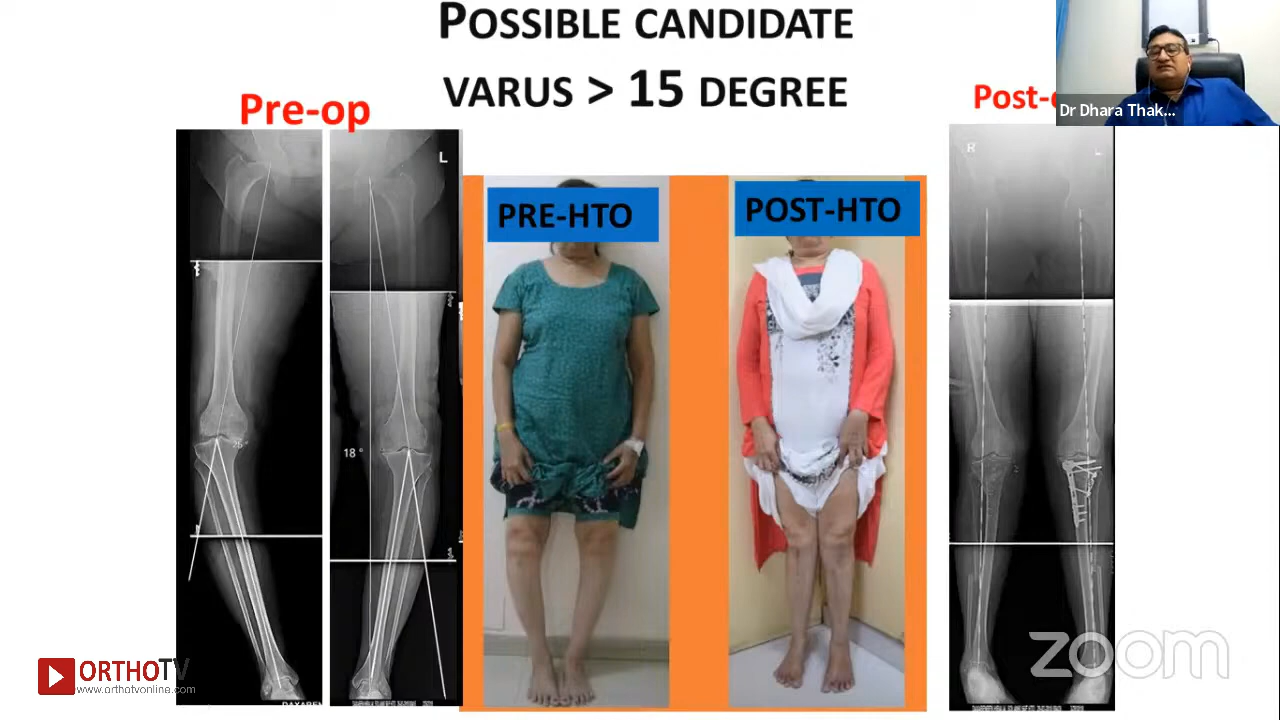 POSSIBLE CANDIDATE
VARUS > 15 DEGREE
Pre-op
Post-
Dr Dhara Thak...
L
PRE-HTO
POST-HTO
R
L
18 °
zoom
ORTHOTV
www.orthotvonline.com